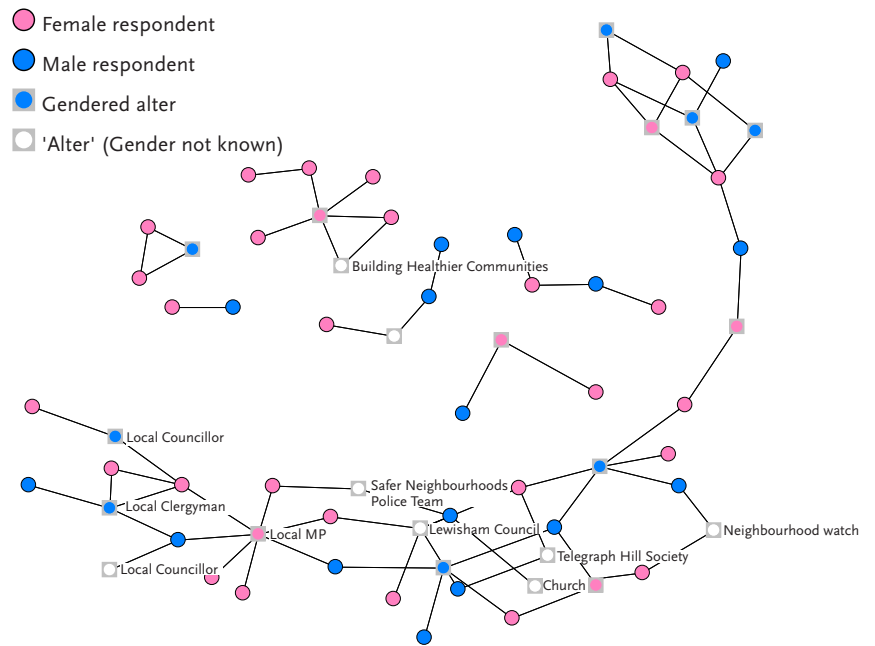 Female respondent
Male respondent
Gendered alter
'Alter' (Gender not known)
Building Healthier Communities
Local Councillor
Safer Neighbourhoods
Police Team
Local Clergyman
Lewisham Council
Neighbourhood watch
Local MP
Telegraph Hill Society
Local Councillor
Church